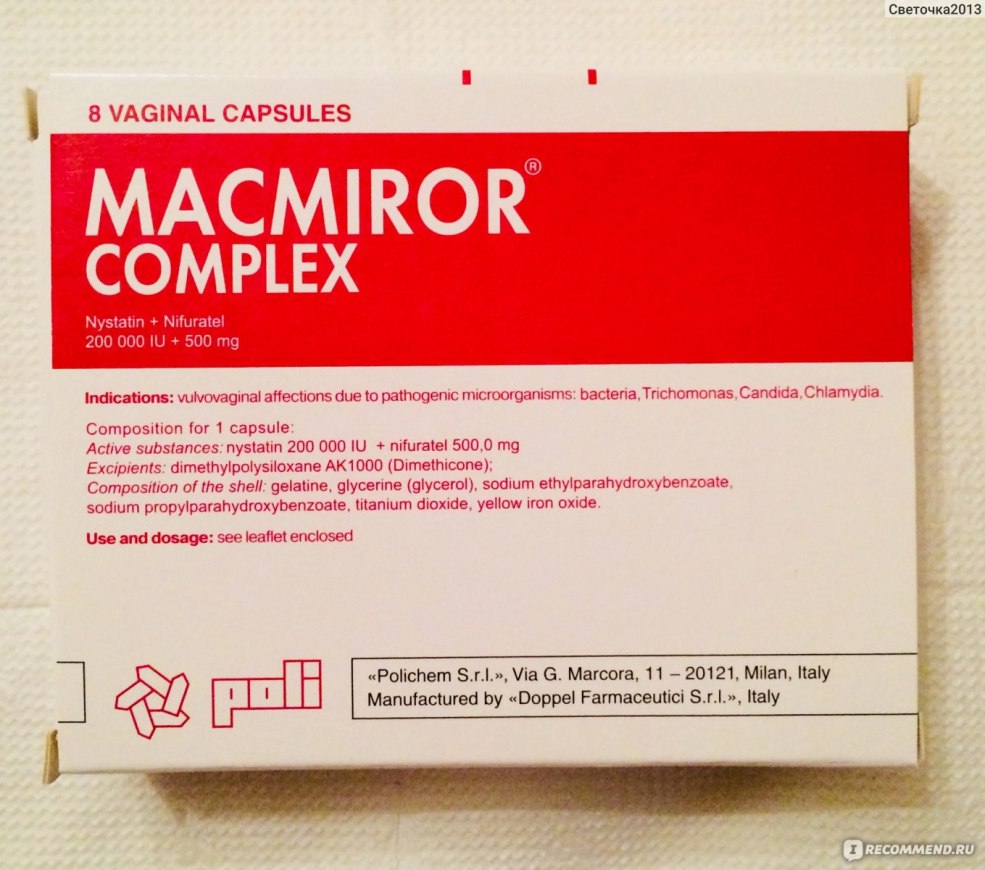 Светочка2013
8 VAGINAL CAPSULES
MACMIROR®
COMPLEX
Nystatin + Nifuratel
200 000 IU + 500 mg
Indications: vulvovaginal affections due to pathogenic microorganisms: bacteria, Trichomonas, Candida, Chlamydia.
Composition for 1 capsule:
Active substances: nystatin 200 000 IU + nifuratel 500,0 mg
Excipients: dimethylpolysiloxane AK1000 (Dimethicone);
Composition of the shell: gelatine, glycerine (glycerol), sodium ethylparahydroxybenzoate,
sodium propylparahydroxybenzoate, titanium dioxide, yellow iron oxide.
Use and dosage: see leaflet enclosed
poli
«Polichem S.r.l.», Via G. Marcora, 11 – 20121, Milan, Italy
Manufactured by «Doppel Farmaceutici S.r.l.», Italy
I RECOMMEND.RU